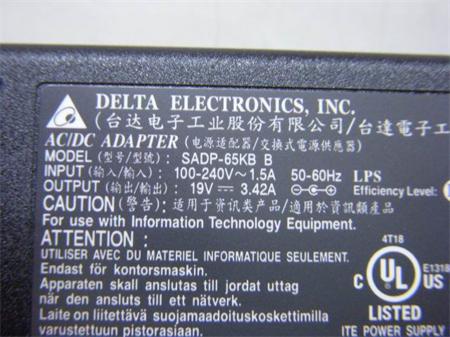 DELTA ELECTRONICS, INC.
(台达电子工业股份有限公司/台達電子工
AC/DC ADAPTER (电源适配器/交換式電源供應器)
MODEL (型号/型號) : SADP-65KB B
INPUT (输入/輸入) : 100-240V～1.5A 50-60Hz LPS
OUTPUT (输出/輸出) : 19V⎓ 3.42A Efficiency Level:
CAUTION (警告) : 适用于资讯类产品/適用於資訊類產品
For use with Information Technology Equipment.
ATTENTION :
UTILISER AVEC DU MATERIEL INFORMATIQUE SEULEMENT.
Endast för kontorsmaskin.
Apparaten skall anslutas till jordat uttag
när den ansluts till ett nätverk.
Laite on liitettävä suojamaadoituskoskettimilla
varustettuun pistorasiaan.
4T18
C UL US
E1318
LISTED
ITE POWER SUPPLY